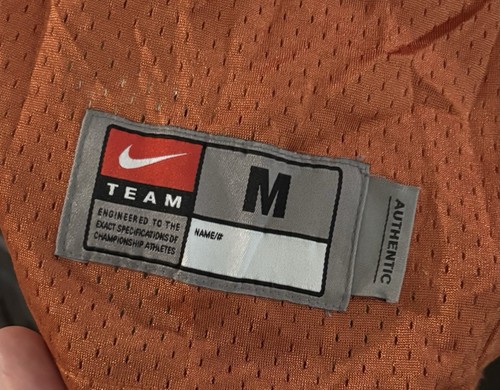 TEAM
ENGINEERED TO THE
EXACT SPECIFICATIONS OF
CHAMPIONSHIP ATHLETES
M
NAME/#
AUTHENTIC